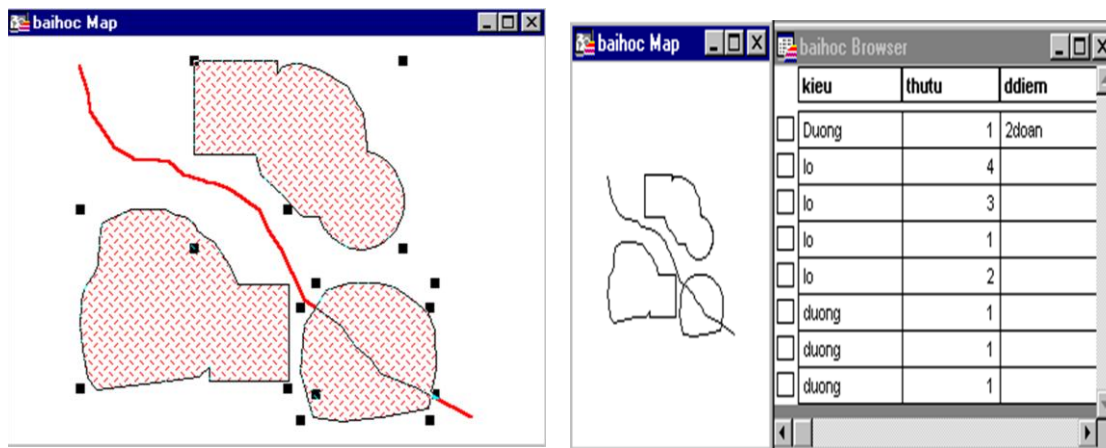 baihoc Map
baihoc Map
baihoc Browser
kieu thutu ddiem
Duong 1 2doan
lo 4
lo 3
lo 1
lo 2
duong 1
duong 1
duong 1